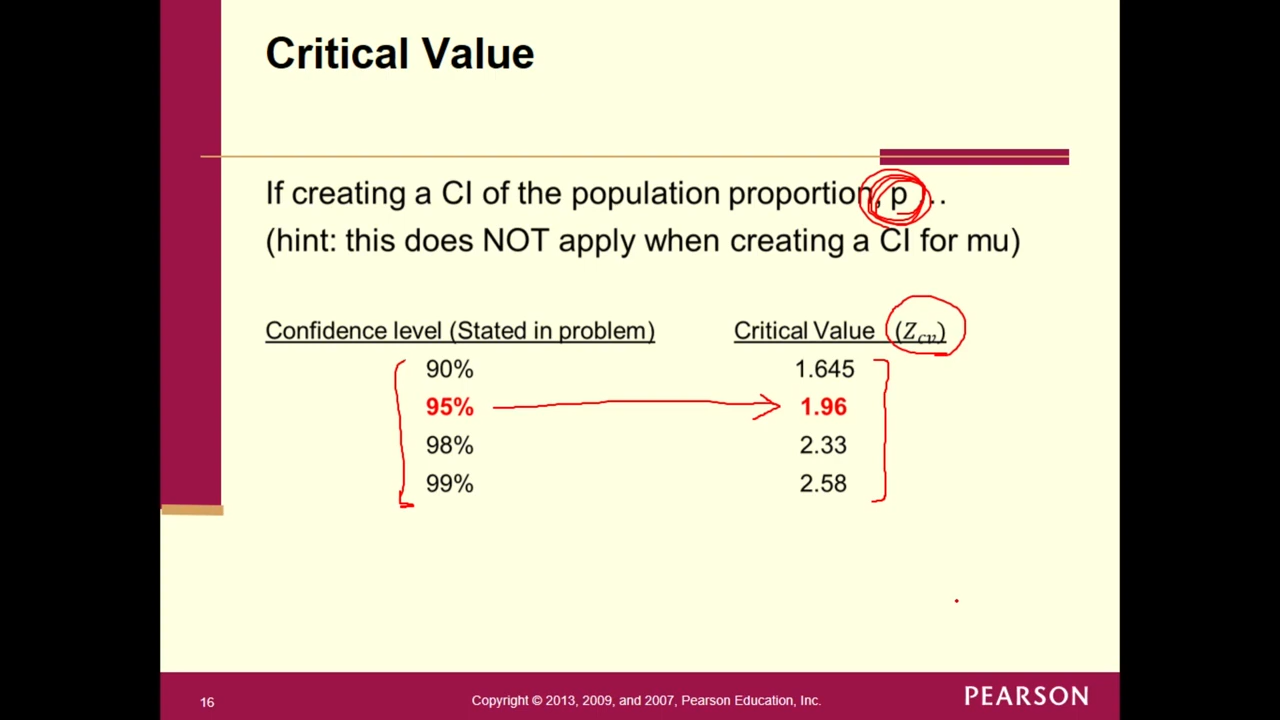 Critical Value
If creating a CI of the population proportion, p ...
(hint: this does NOT apply when creating a CI for mu)
Confidence level (Stated in problem) Critical Value (Z_cv)
90% 1.645
95% 1.96
98% 2.33
99% 2.58
16 Copyright © 2013, 2009, and 2007, Pearson Education, Inc. PEARSON